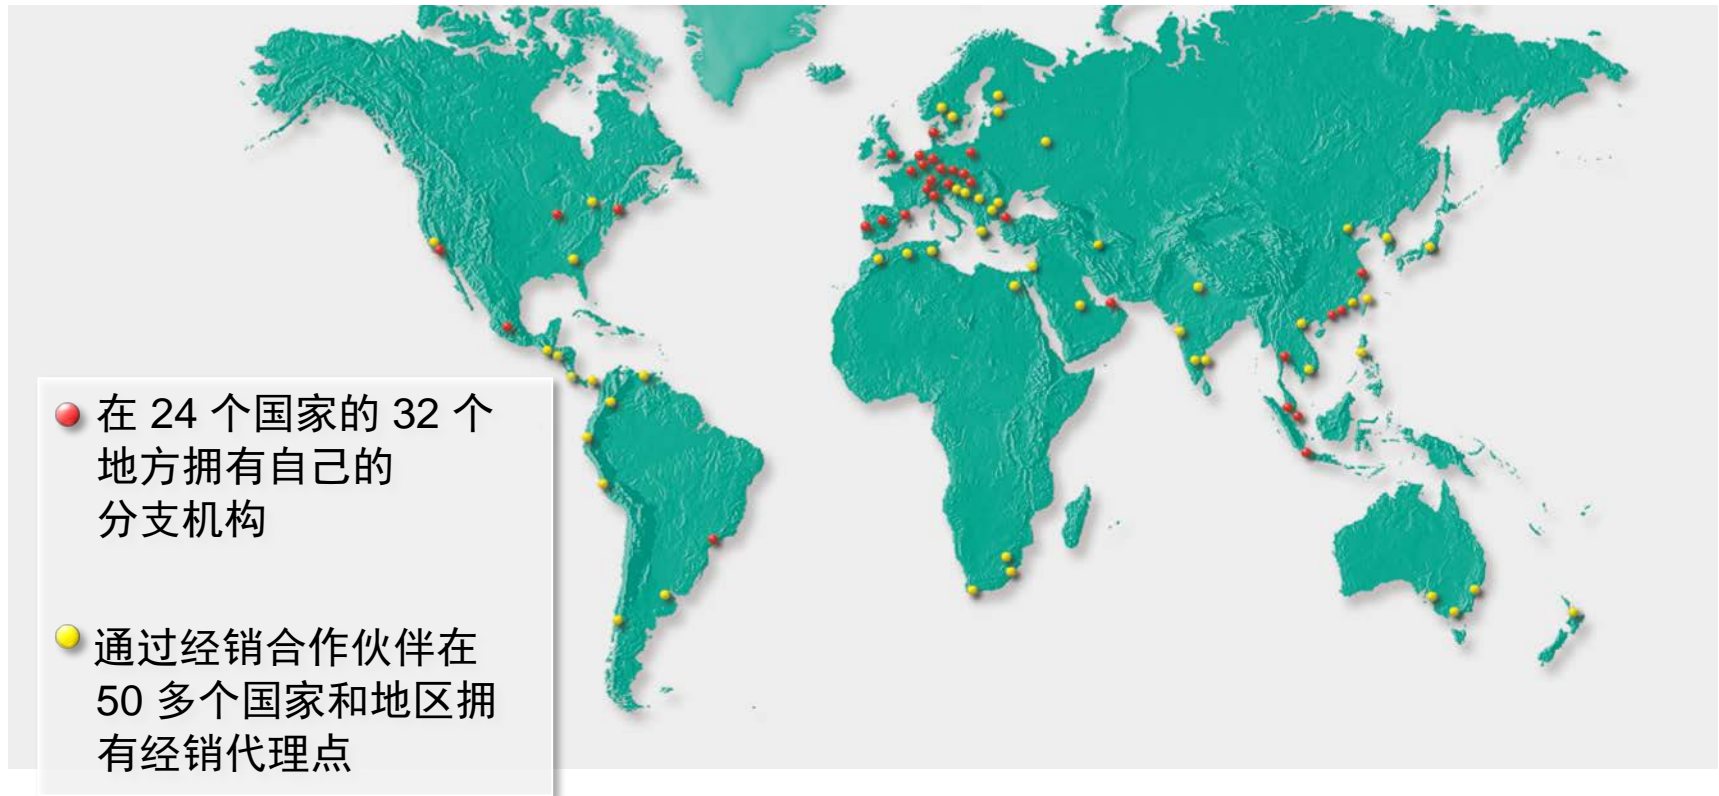 在 24 个国家的 32 个
地方拥有自己的
分支机构
通过经销合作伙伴在
50 多个国家和地区拥
有经销代理点